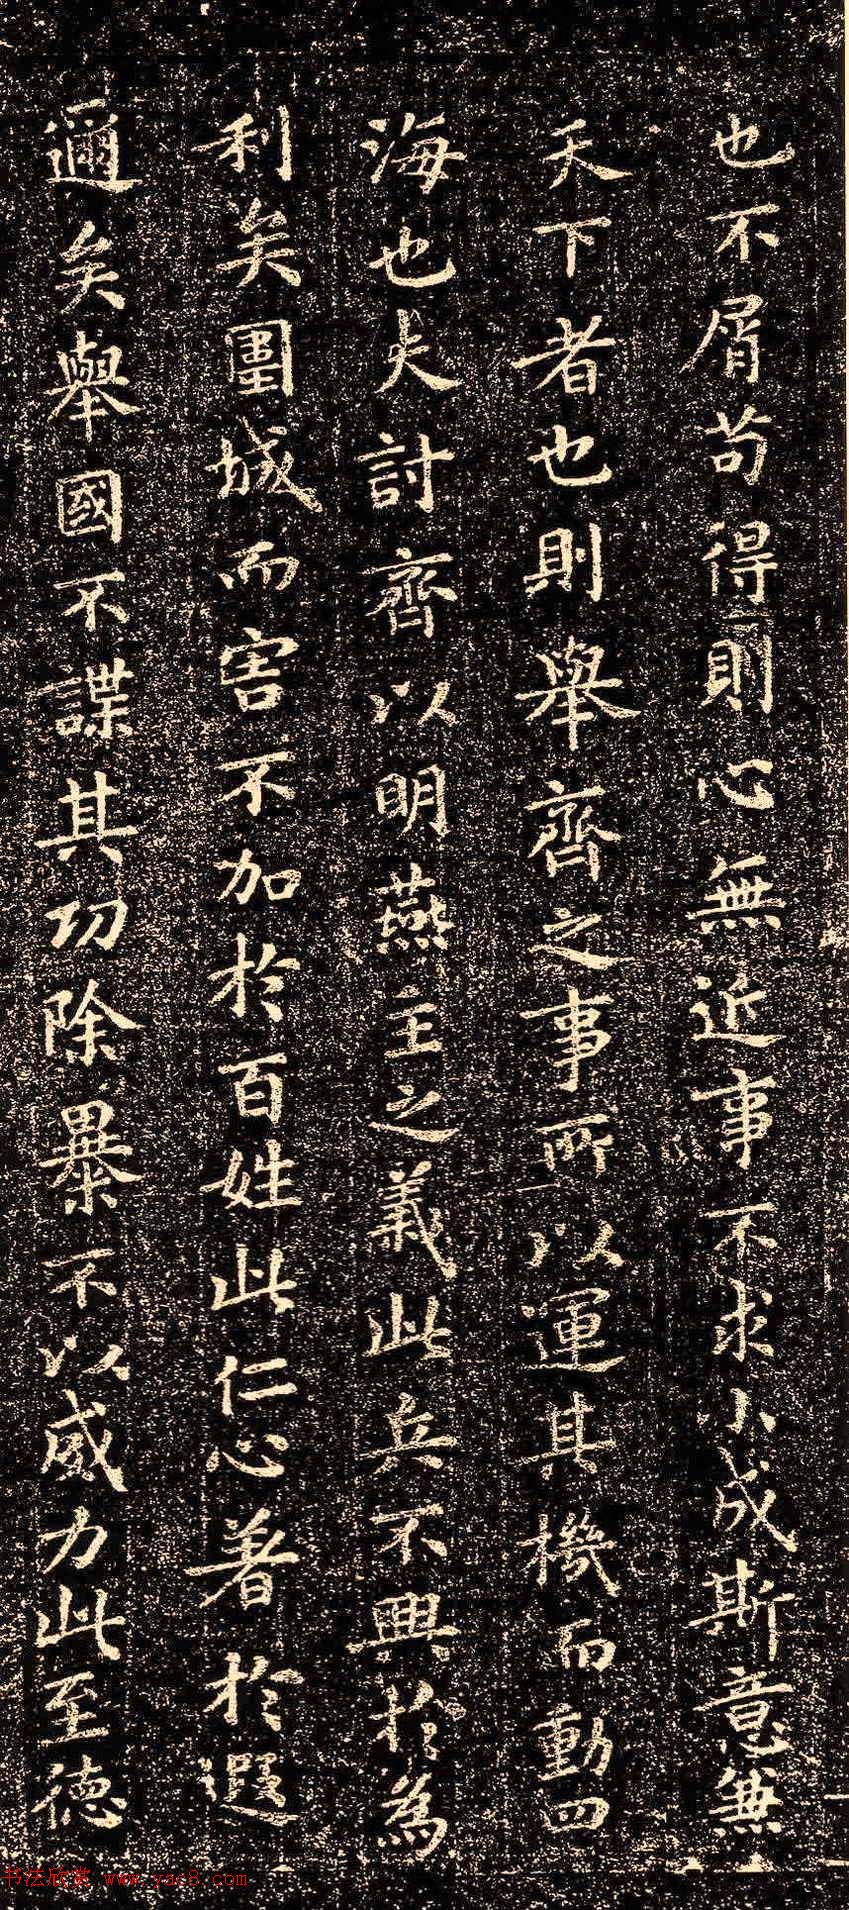 也不屑苟得則心無近事不求小成斯意兼
天下者也則舉齊之事所以運其機而動四
海也夫討齊以明燕主之義此兵不興於為
利矣圍城而害不加於百姓此仁心著於遐
邇矣舉國不謀其功除暴不以威力此至德
书法欣赏 www.yac8.com